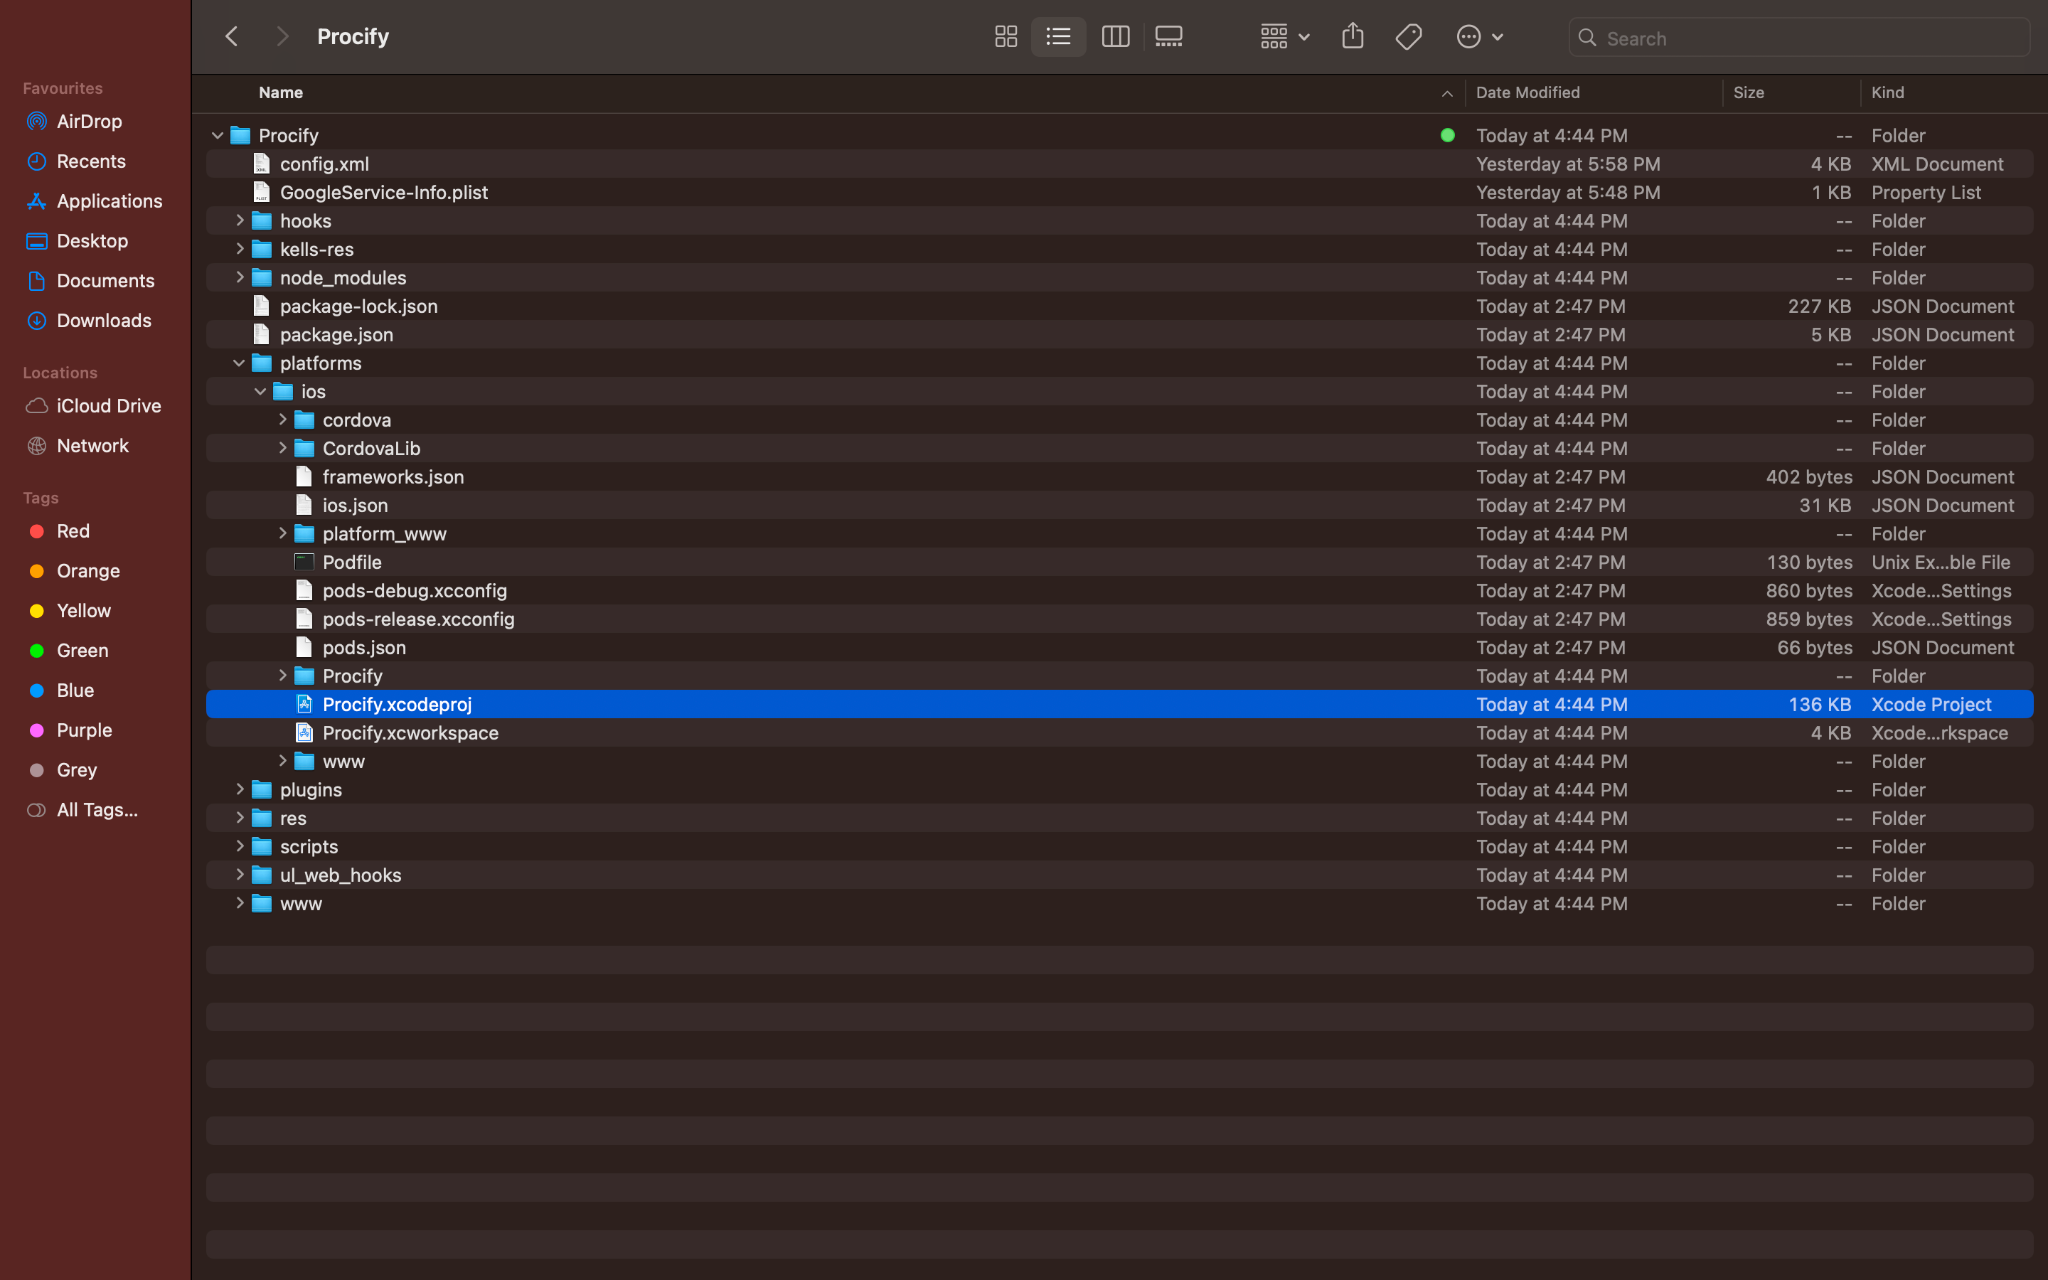 Procify
Search
Favourites
AirDrop
Recents
Applications
Desktop
Documents
Downloads
Locations
iCloud Drive
Network
Tags
Red
Orange
Yellow
Green
Blue
Purple
Grey
All Tags...
Name Date Modified Size Kind
Procify Today at 4:44 PM -- Folder
config.xml Yesterday at 5:58 PM 4 KB XML Document
GoogleService-Info.plist Yesterday at 5:48 PM 1 KB Property List
hooks Today at 4:44 PM -- Folder
kells-res Today at 4:44 PM -- Folder
node_modules Today at 4:44 PM -- Folder
package-lock.json Today at 2:47 PM 227 KB JSON Document
package.json Today at 2:47 PM 5 KB JSON Document
platforms Today at 4:44 PM -- Folder
ios Today at 4:44 PM -- Folder
cordova Today at 4:44 PM -- Folder
CordovaLib Today at 4:44 PM -- Folder
frameworks.json Today at 2:47 PM 402 bytes JSON Document
ios.json Today at 2:47 PM 31 KB JSON Document
platform_www Today at 4:44 PM -- Folder
Podfile Today at 2:47 PM 130 bytes Unix Ex...ble File
pods-debug.xcconfig Today at 2:47 PM 860 bytes Xcode...Settings
pods-release.xcconfig Today at 2:47 PM 859 bytes Xcode...Settings
pods.json Today at 2:47 PM 66 bytes JSON Document
Procify Today at 4:44 PM -- Folder
Procify.xcodeproj Today at 4:44 PM 136 KB Xcode Project
Procify.xcworkspace Today at 4:44 PM 4 KB Xcode...rkspace
www Today at 4:44 PM -- Folder
plugins Today at 4:44 PM -- Folder
res Today at 4:44 PM -- Folder
scripts Today at 4:44 PM -- Folder
ul_web_hooks Today at 4:44 PM -- Folder
www Today at 4:44 PM -- Folder